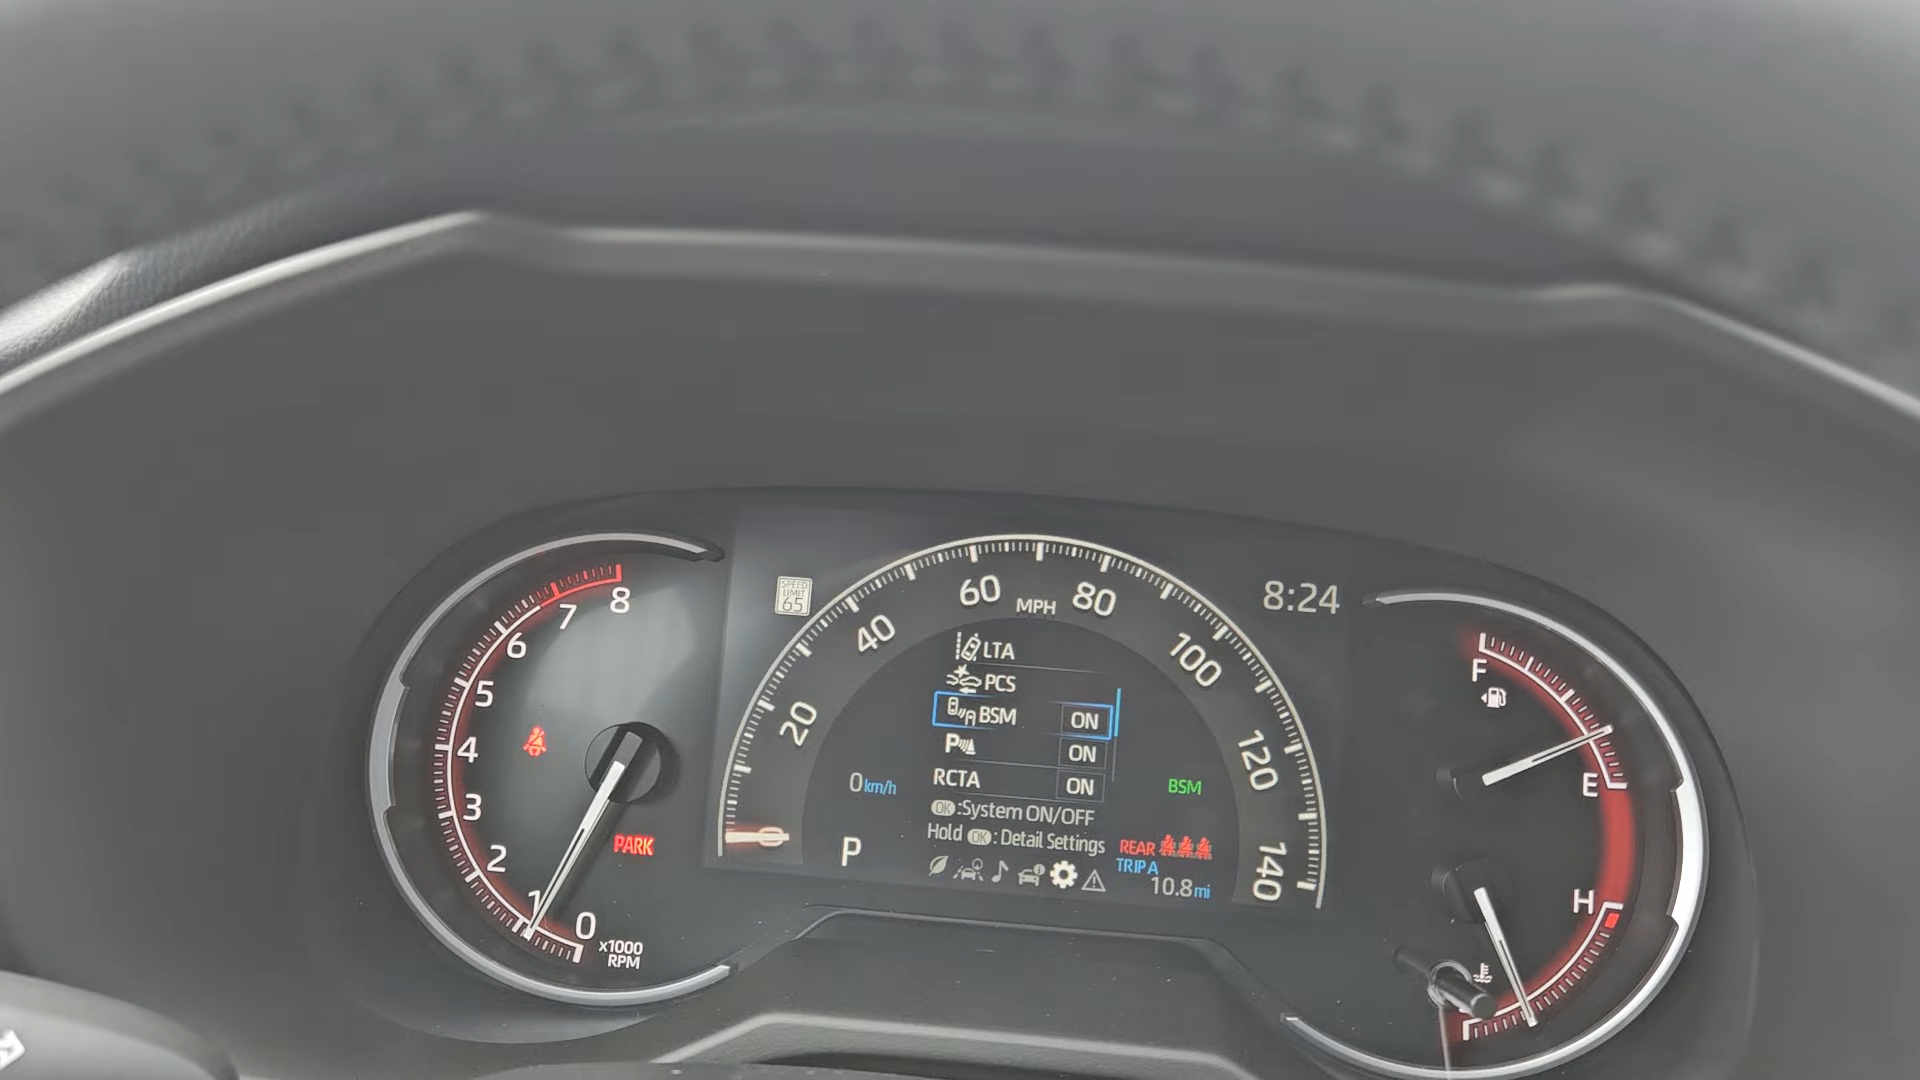 8
7
6
5
4
3
2
1
0
x1000
RPM
PARK
SPEED
LIMIT
65
0
20
40
60
MPH
80
100
120
140
8:24
LTA
PCS
BSM ON
P ON
RCTA ON
OK :System ON/OFF
Hold OK : Detail Settings
0 km/h
P
BSM
REAR
TRIP A
10.8 mi
F
E
H